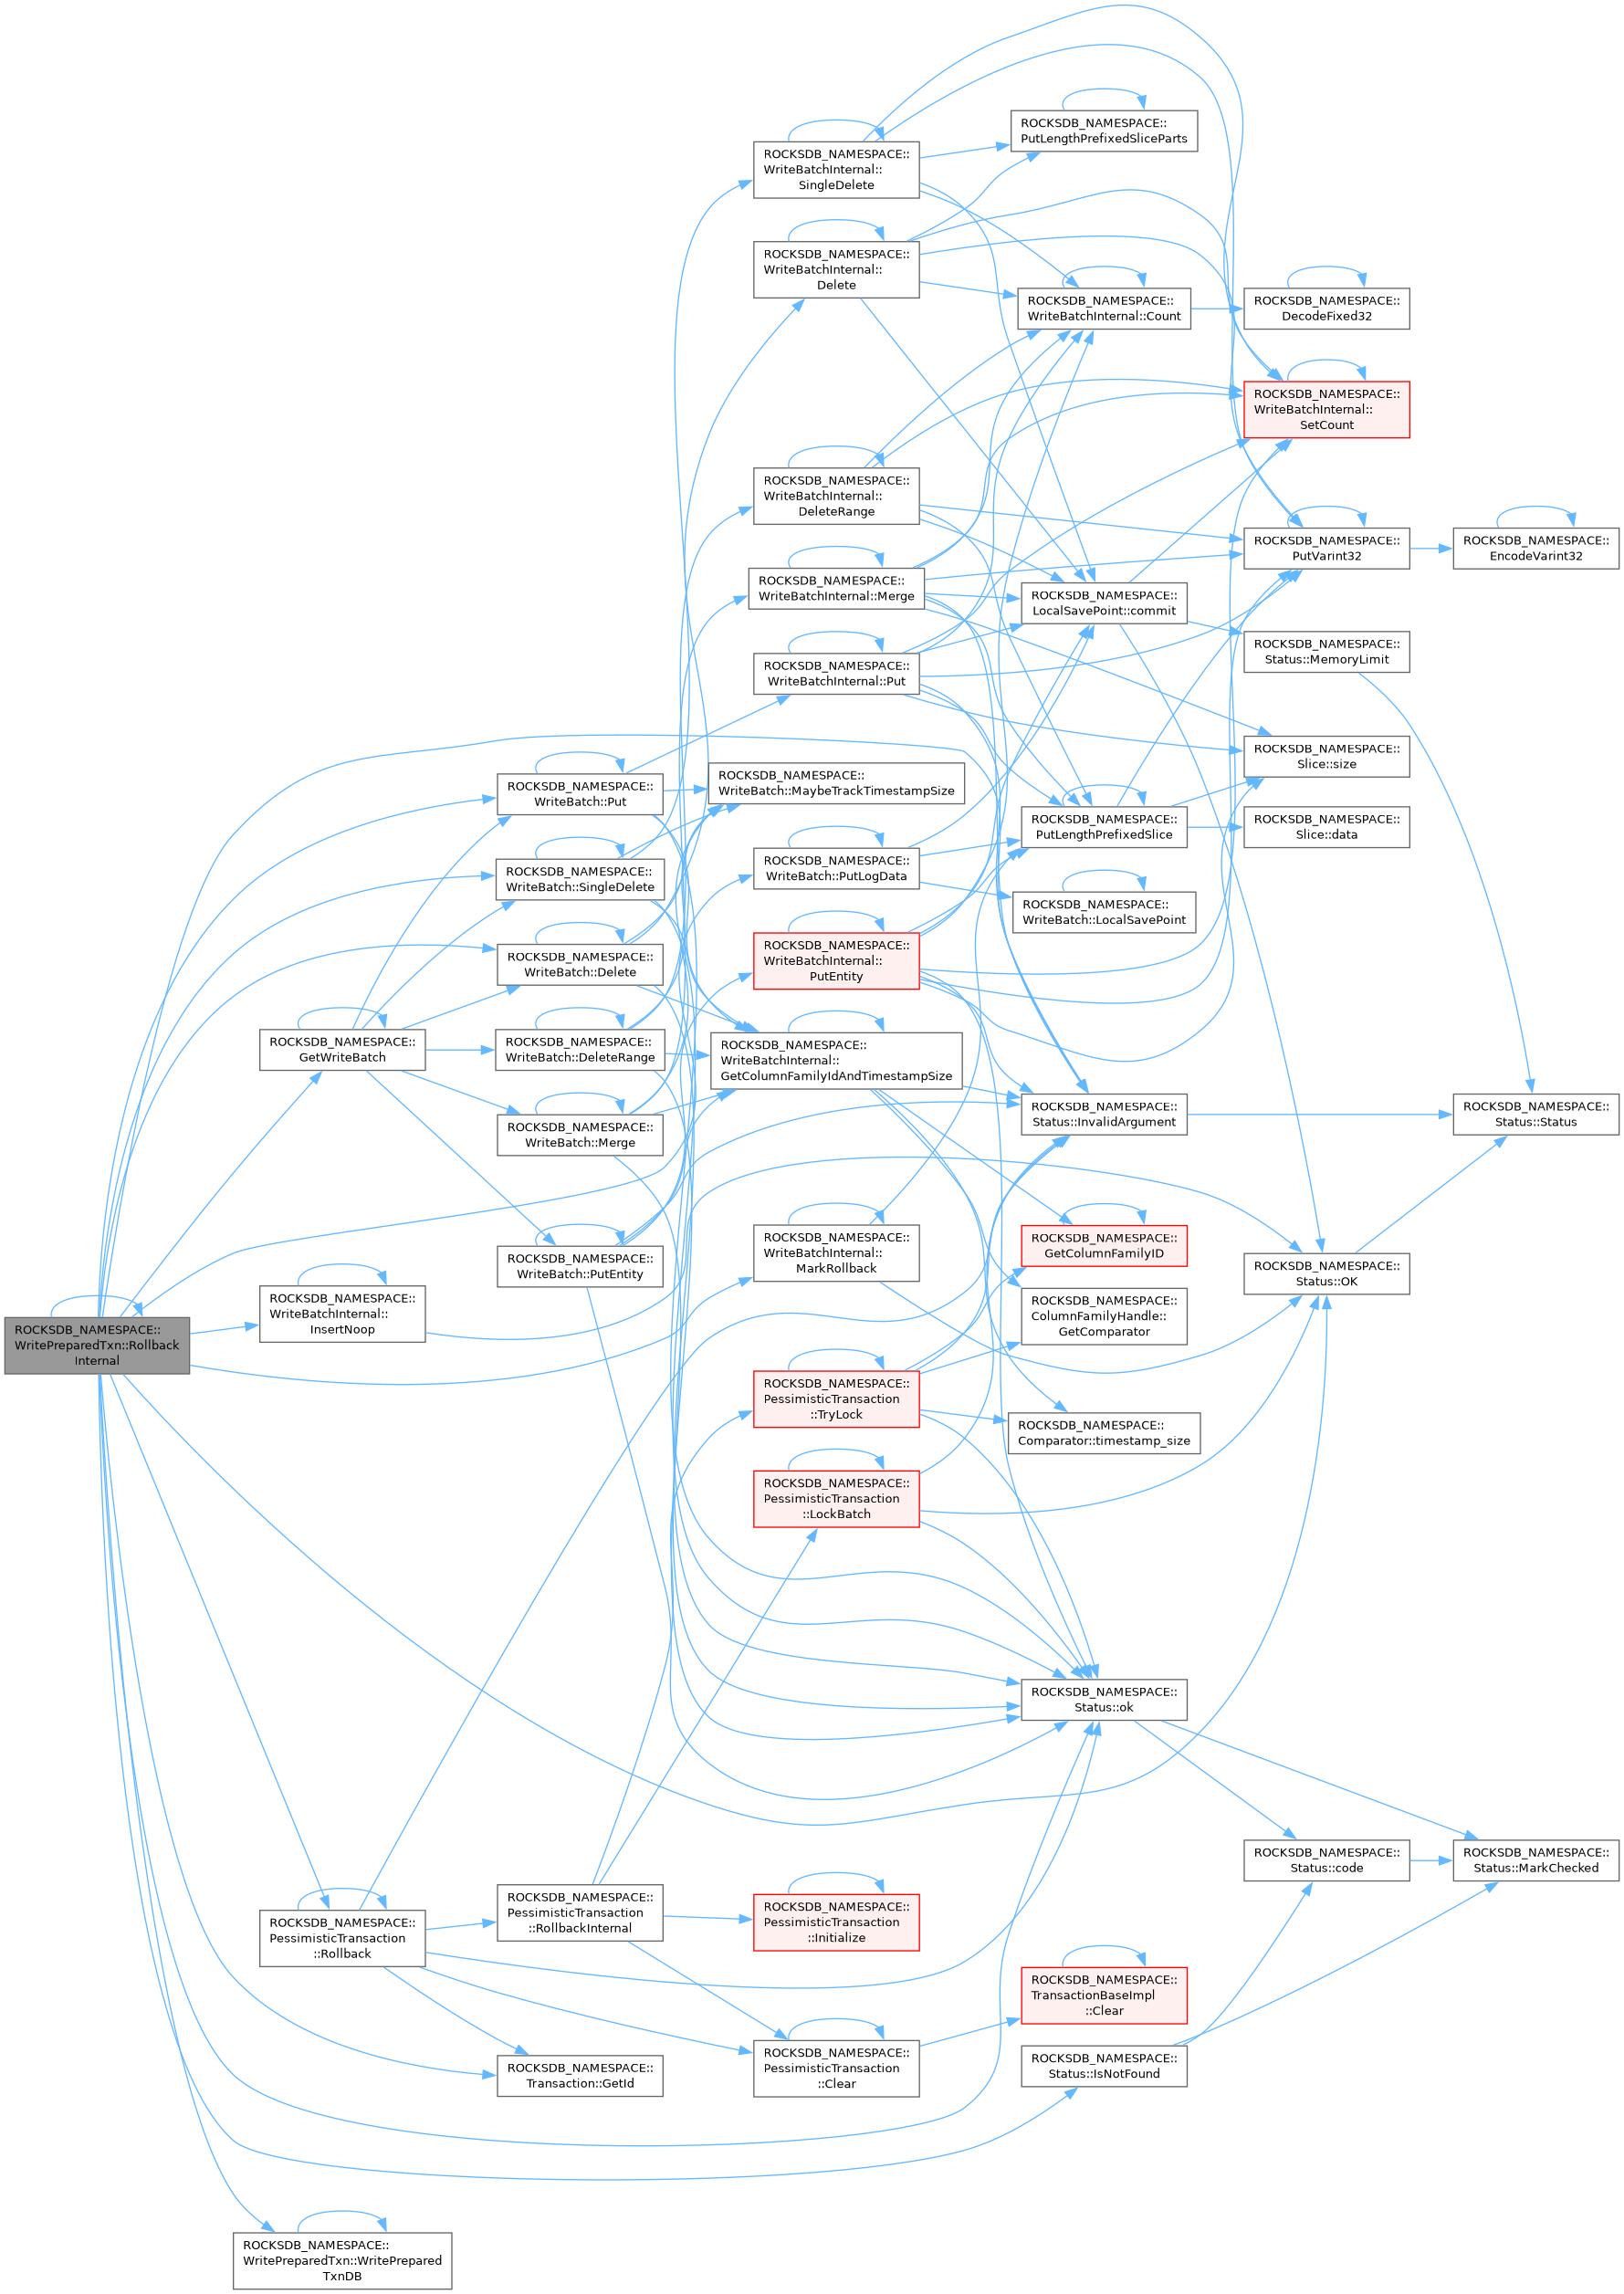 ROCKSDB_NAMESPACE::
WritePreparedTxn::Rollback
Internal
ROCKSDB_NAMESPACE::
GetWriteBatch
ROCKSDB_NAMESPACE::
WriteBatchInternal::
InsertNoop
ROCKSDB_NAMESPACE::
PessimisticTransaction
::Rollback
ROCKSDB_NAMESPACE::
WritePreparedTxn::WritePrepared
TxnDB
ROCKSDB_NAMESPACE::
WriteBatch::Put
ROCKSDB_NAMESPACE::
WriteBatch::SingleDelete
ROCKSDB_NAMESPACE::
WriteBatch::Delete
ROCKSDB_NAMESPACE::
WriteBatch::DeleteRange
ROCKSDB_NAMESPACE::
WriteBatch::Merge
ROCKSDB_NAMESPACE::
WriteBatch::PutEntity
ROCKSDB_NAMESPACE::
PessimisticTransaction
::RollbackInternal
ROCKSDB_NAMESPACE::
Transaction::GetId
ROCKSDB_NAMESPACE::
WriteBatchInternal::
SingleDelete
ROCKSDB_NAMESPACE::
WriteBatchInternal::
Delete
ROCKSDB_NAMESPACE::
WriteBatchInternal::
DeleteRange
ROCKSDB_NAMESPACE::
WriteBatchInternal::Merge
ROCKSDB_NAMESPACE::
WriteBatchInternal::Put
ROCKSDB_NAMESPACE::
WriteBatch::MaybeTrackTimestampSize
ROCKSDB_NAMESPACE::
WriteBatch::PutLogData
ROCKSDB_NAMESPACE::
WriteBatchInternal::
PutEntity
ROCKSDB_NAMESPACE::
WriteBatchInternal::
GetColumnFamilyIdAndTimestampSize
ROCKSDB_NAMESPACE::
WriteBatchInternal::
MarkRollback
ROCKSDB_NAMESPACE::
PessimisticTransaction
::TryLock
ROCKSDB_NAMESPACE::
PessimisticTransaction
::LockBatch
ROCKSDB_NAMESPACE::
PessimisticTransaction
::Initialize
ROCKSDB_NAMESPACE::
PessimisticTransaction
::Clear
ROCKSDB_NAMESPACE::
PutLengthPrefixedSliceParts
ROCKSDB_NAMESPACE::
WriteBatchInternal::Count
ROCKSDB_NAMESPACE::
LocalSavePoint::commit
ROCKSDB_NAMESPACE::
PutLengthPrefixedSlice
ROCKSDB_NAMESPACE::
WriteBatch::LocalSavePoint
ROCKSDB_NAMESPACE::
Status::InvalidArgument
ROCKSDB_NAMESPACE::
GetColumnFamilyID
ROCKSDB_NAMESPACE::
ColumnFamilyHandle::
GetComparator
ROCKSDB_NAMESPACE::
Comparator::timestamp_size
ROCKSDB_NAMESPACE::
Status::ok
ROCKSDB_NAMESPACE::
TransactionBaseImpl
::Clear
ROCKSDB_NAMESPACE::
Status::IsNotFound
ROCKSDB_NAMESPACE::
DecodeFixed32
ROCKSDB_NAMESPACE::
WriteBatchInternal::
SetCount
ROCKSDB_NAMESPACE::
PutVarint32
ROCKSDB_NAMESPACE::
Status::MemoryLimit
ROCKSDB_NAMESPACE::
Slice::size
ROCKSDB_NAMESPACE::
Slice::data
ROCKSDB_NAMESPACE::
Status::OK
ROCKSDB_NAMESPACE::
Status::code
ROCKSDB_NAMESPACE::
EncodeVarint32
ROCKSDB_NAMESPACE::
Status::Status
ROCKSDB_NAMESPACE::
Status::MarkChecked